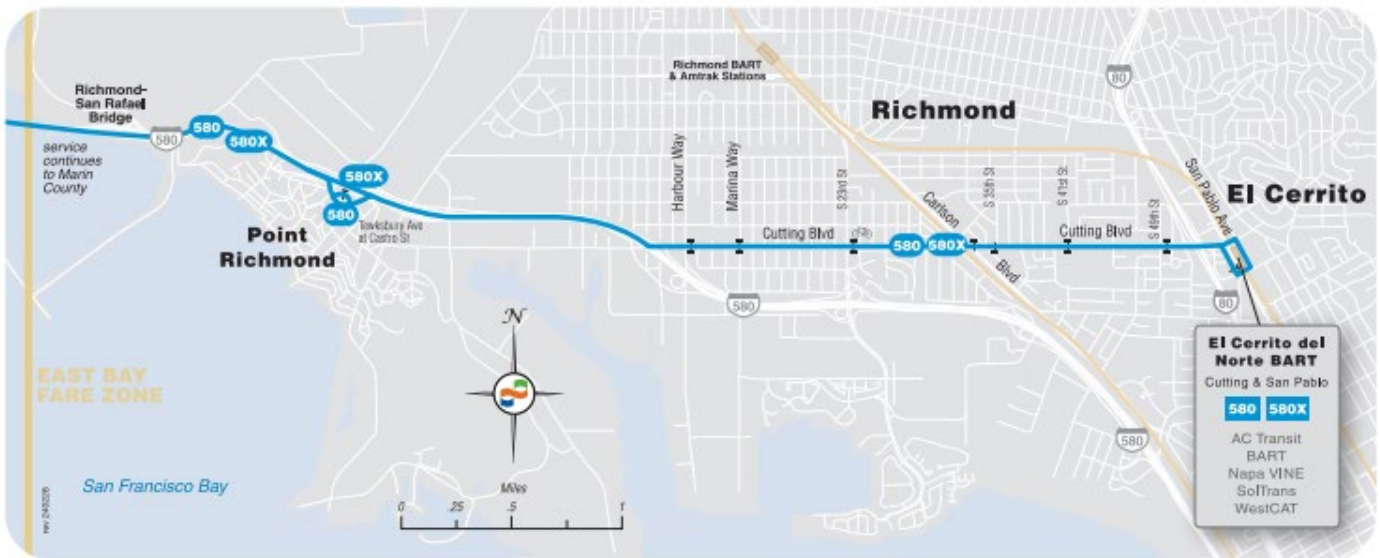 Richmond–
San Rafael
Bridge
580
580
580X
service
continues
to Marin
County
580X
580
Tewksbury Ave
at Castro St
Point
Richmond
Richmond BART
& Amtrak Stations
Richmond
80
Harbour Way
Marina Way
S 23rd St
Carlson
Blvd
S 35th St
S 41st St
S 49th St
San Pablo Ave
El Cerrito
Cutting Blvd
580
580X
Cutting Blvd
580
80
580
N
EAST BAY
FARE ZONE
San Francisco Bay
Miles
0 .25 .5 1
El Cerrito del
Norte BART
Cutting & San Pablo
580 580X
AC Transit
BART
Napa VINE
SolTrans
WestCAT